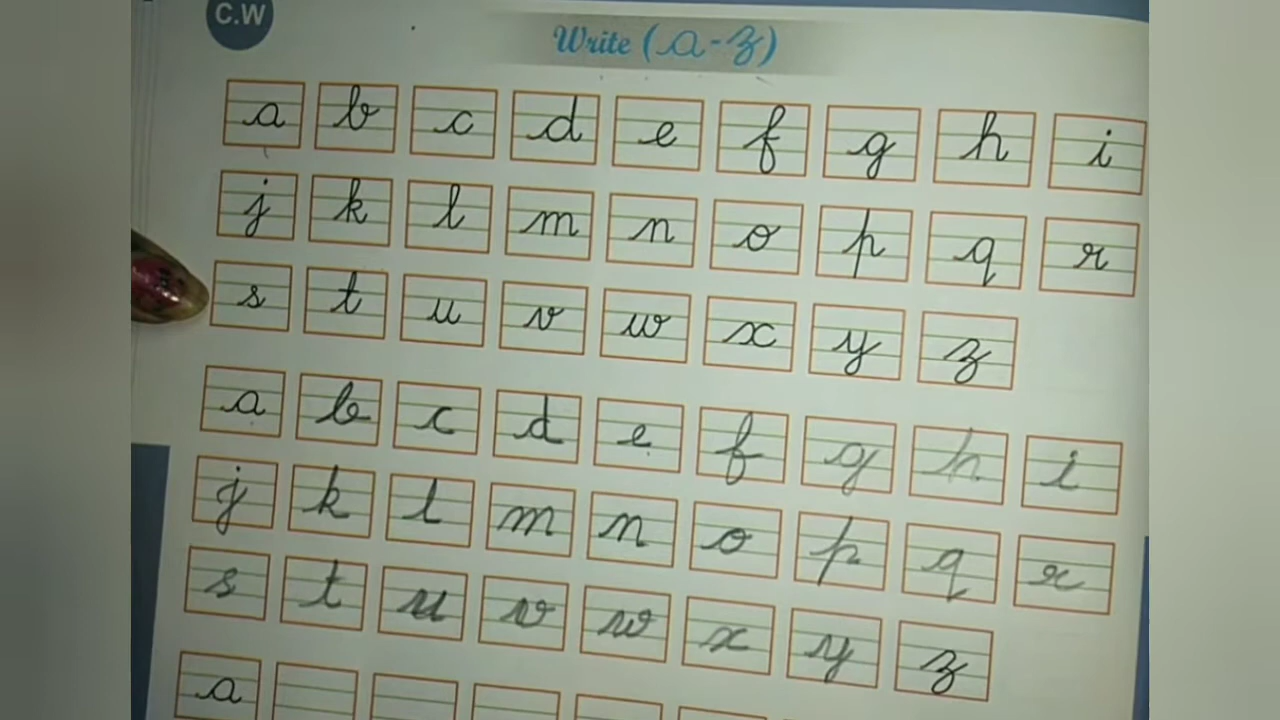 C.W
Write (a-z)
a b c d e f g h i
j k l m n o p q r
s t u v w x y z
a b c d e f g h i
j k l m n o p q r
s t u v w x y z
a